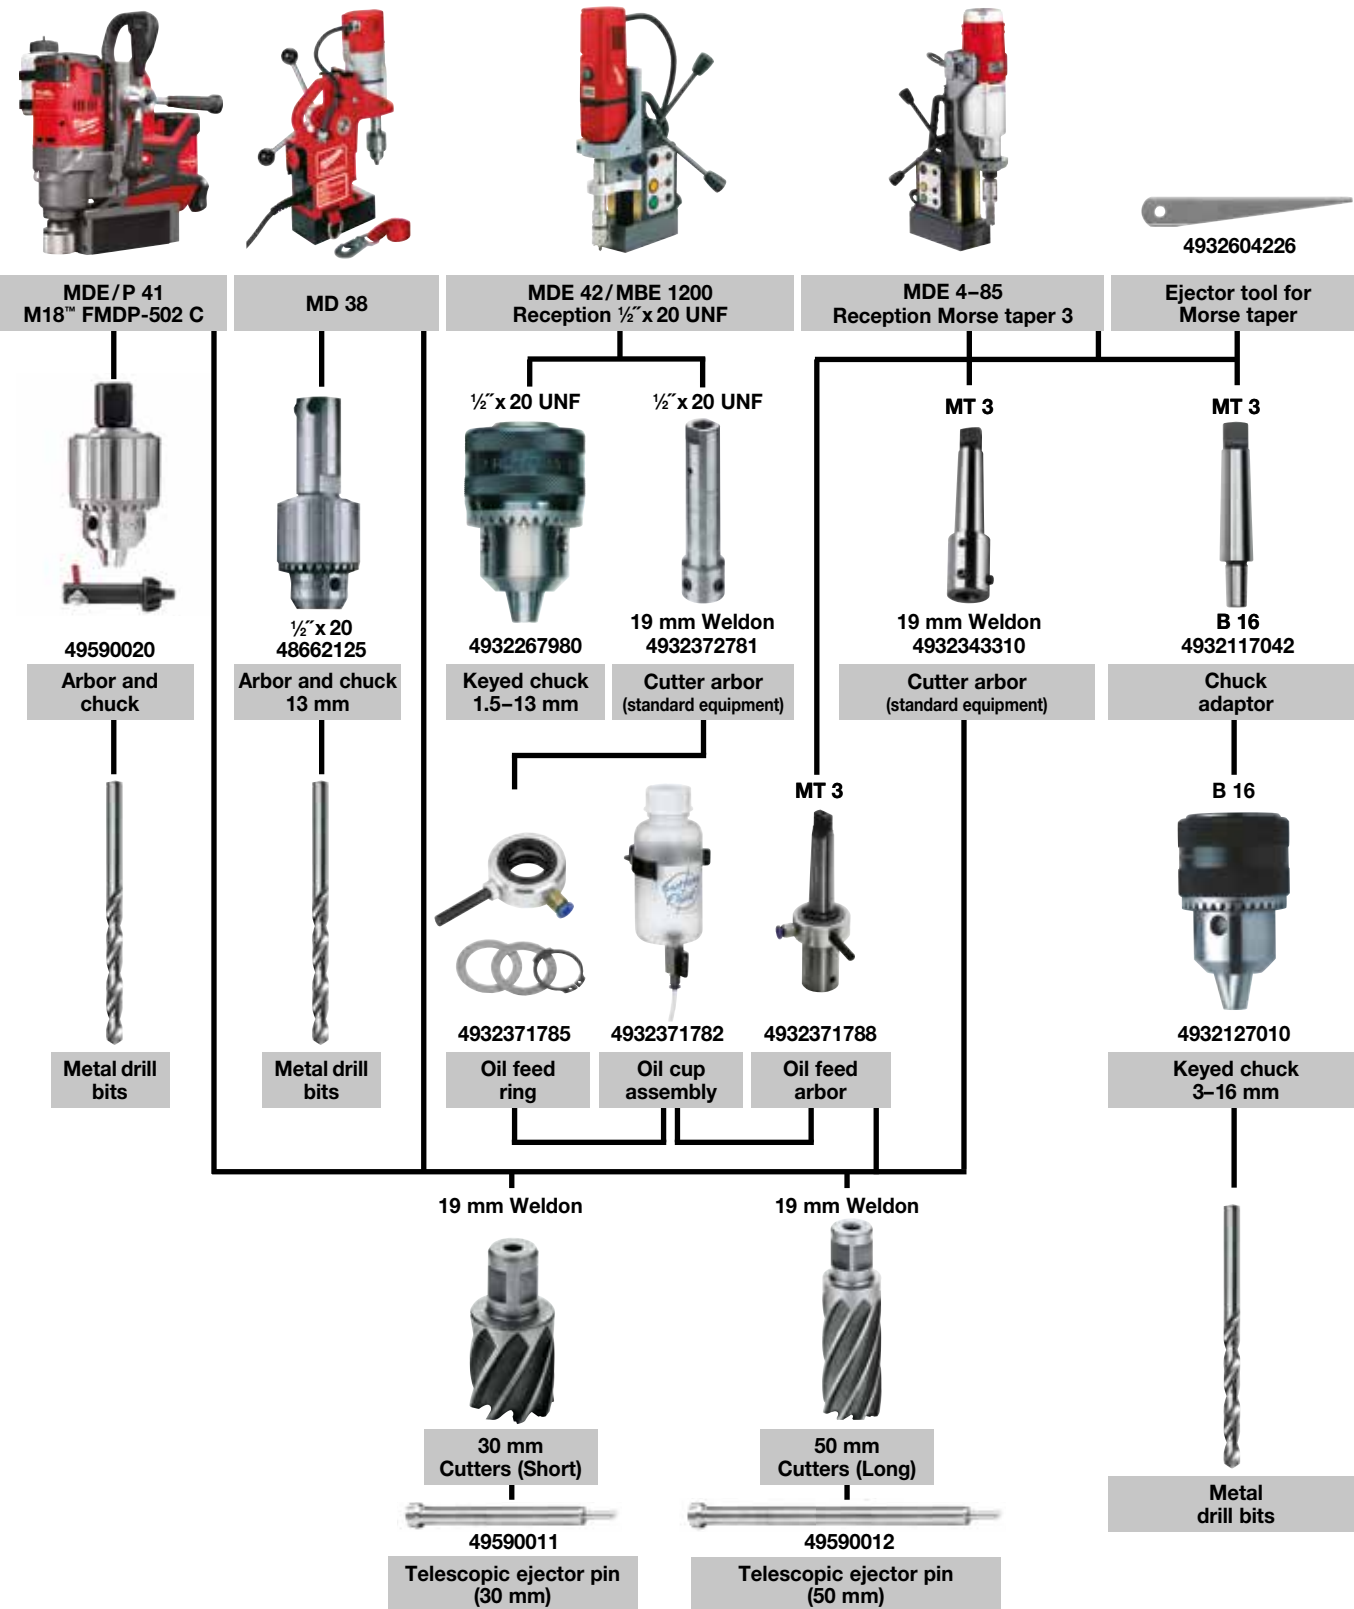 4932604226
MDE/P 41
M18™ FMDP-502 C
MD 38
MDE 42/MBE 1200
Reception ½˝x 20 UNF
MDE 4–85
Reception Morse taper 3
Ejector tool for
Morse taper
½˝x 20 UNF
½˝x 20 UNF
MT 3
MT 3
½˝x 20
19 mm Weldon
19 mm Weldon
B 16
49590020
48662125
4932267980
4932372781
4932343310
4932117042
Arbor and
chuck
Arbor and chuck
13 mm
Keyed chuck
1.5–13 mm
Cutter arbor
(standard equipment)
Cutter arbor
(standard equipment)
Chuck
adaptor
MT 3
B 16
4932371785
4932371782
4932371788
4932127010
Metal drill
bits
Metal drill
bits
Oil feed
ring
Oil cup
assembly
Oil feed
arbor
Keyed chuck
3–16 mm
19 mm Weldon
19 mm Weldon
30 mm
Cutters (Short)
50 mm
Cutters (Long)
Metal
drill bits
49590011
49590012
Telescopic ejector pin
(30 mm)
Telescopic ejector pin
(50 mm)